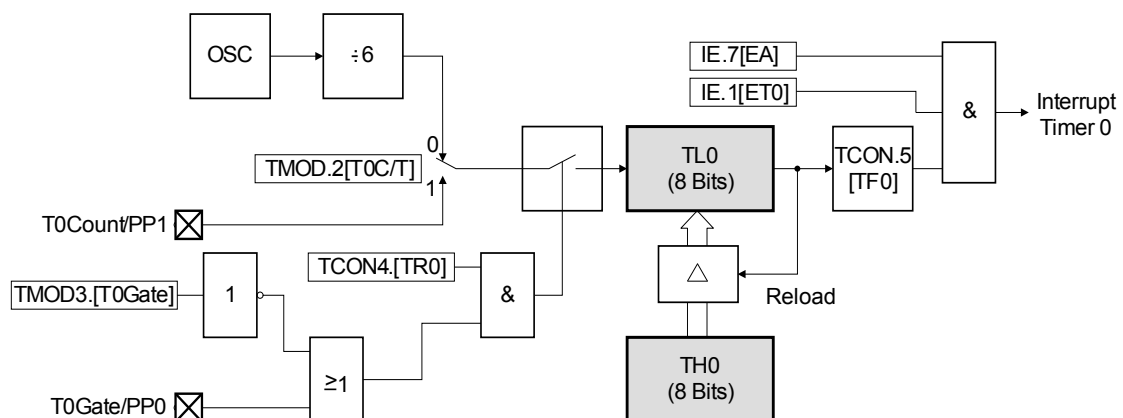 OSC
÷6
IE.7[EA]
IE.1[ET0]
&
Interrupt
Timer 0
0
TMOD.2[T0C/T]
1
TL0
(8 Bits)
TCON.5
[TF0]
T0Count/PP1
TCON4.[TR0]
&
△
Reload
TMOD3.[T0Gate]
1
≥1
TH0
(8 Bits)
T0Gate/PP0